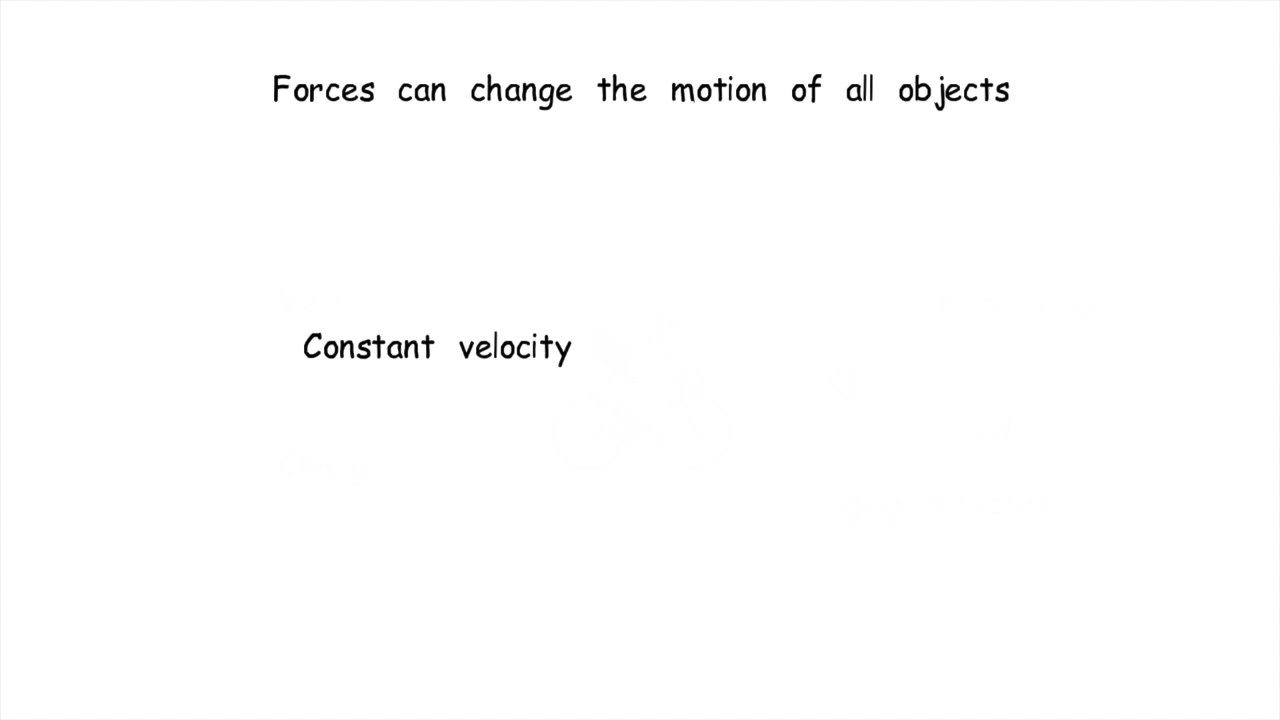 Forces can change the motion of all objects
Constant velocity